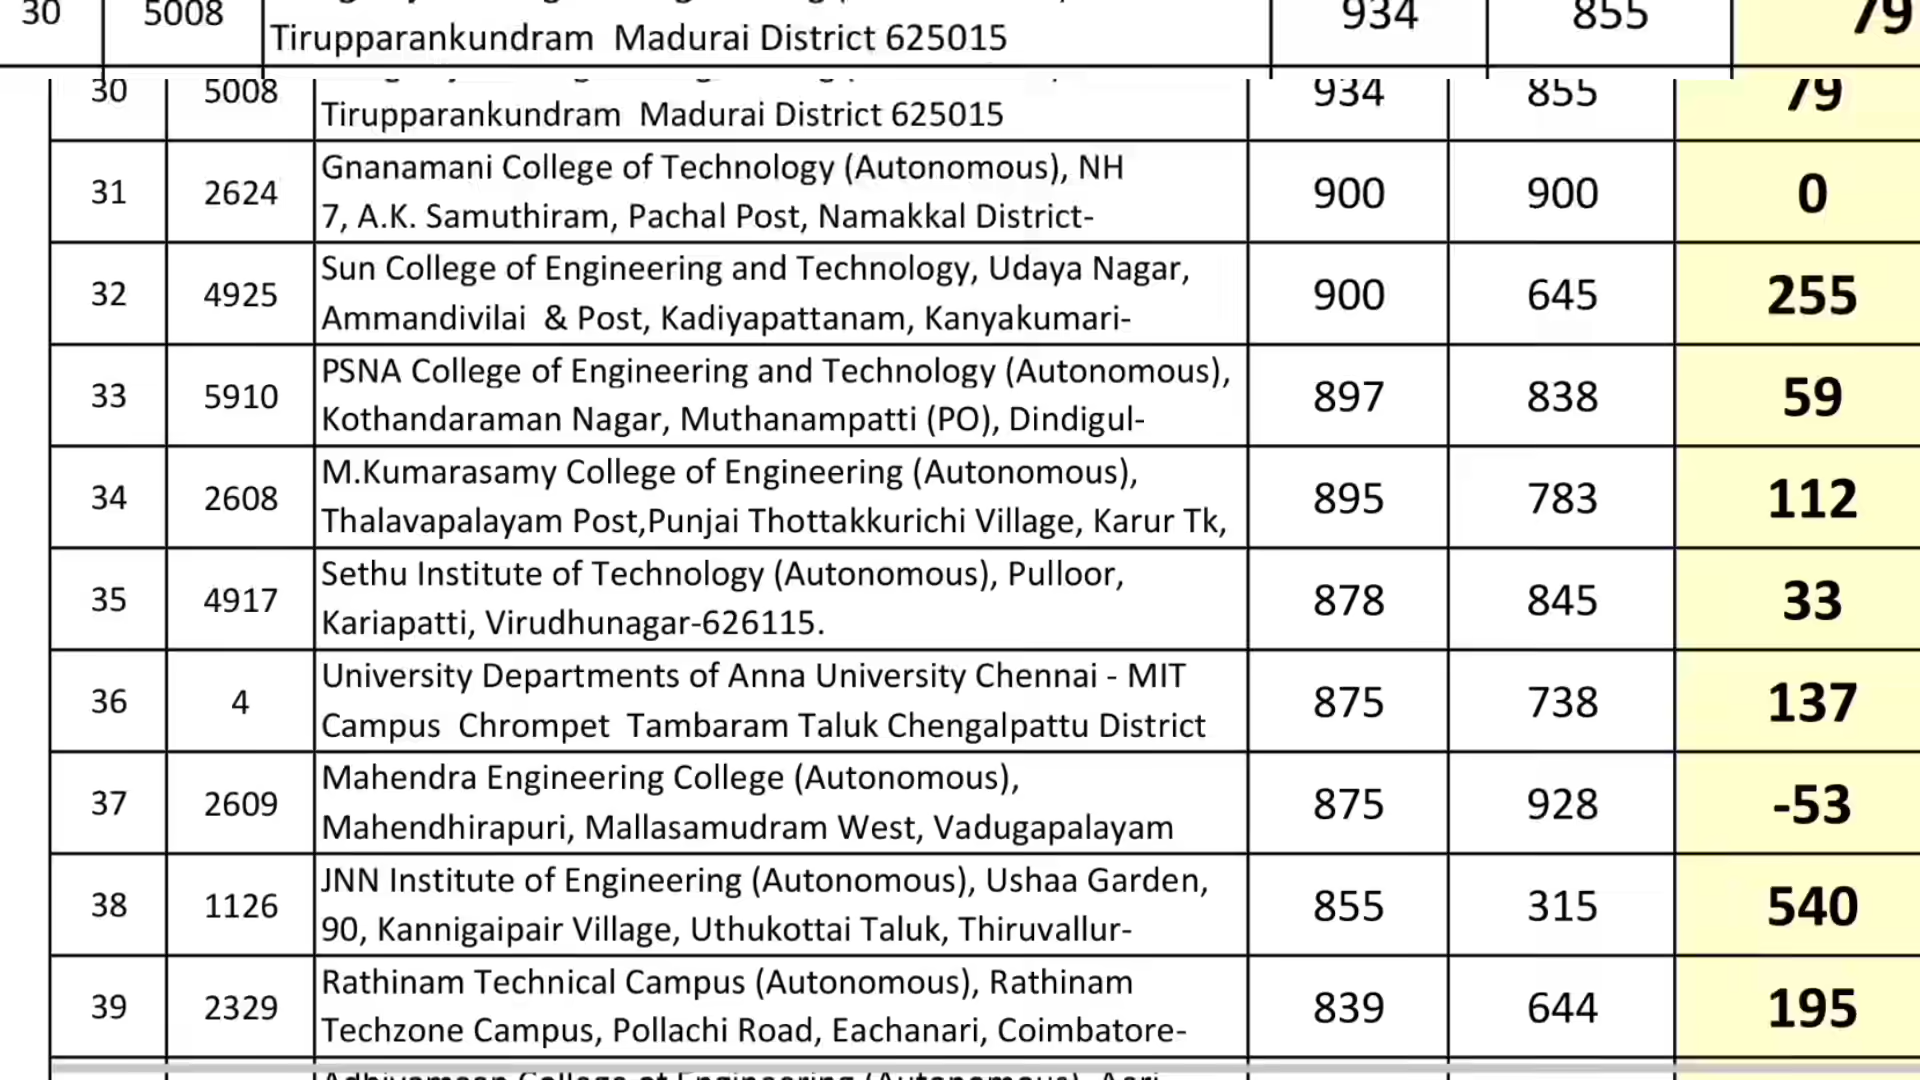 30 5008 934 855 79
Tirupparankundram Madurai District 625015
30 5008 934 855 79
Tirupparankundram Madurai District 625015
31 2624 Gnanamani College of Technology (Autonomous), NH 900 900 0
7, A.K. Samuthiram, Pachal Post, Namakkal District-
32 4925 Sun College of Engineering and Technology, Udaya Nagar, 900 645 255
Ammandivilai & Post, Kadiyapattanam, Kanyakumari-
33 5910 PSNA College of Engineering and Technology (Autonomous), 897 838 59
Kothandaraman Nagar, Muthanampatti (PO), Dindigul-
34 2608 M.Kumarasamy College of Engineering (Autonomous), 895 783 112
Thalavapalayam Post,Punjai Thottakkurichi Village, Karur Tk,
35 4917 Sethu Institute of Technology (Autonomous), Pulloor, 878 845 33
Kariapatti, Virudhunagar-626115.
36 4 University Departments of Anna University Chennai - MIT 875 738 137
Campus Chrompet Tambaram Taluk Chengalpattu District
37 2609 Mahendra Engineering College (Autonomous), 875 928 -53
Mahendhirapuri, Mallasamudram West, Vadugapalayam
38 1126 JNN Institute of Engineering (Autonomous), Ushaa Garden, 855 315 540
90, Kannigaipair Village, Uthukottai Taluk, Thiruvallur-
39 2329 Rathinam Technical Campus (Autonomous), Rathinam 839 644 195
Techzone Campus, Pollachi Road, Eachanari, Coimbatore-